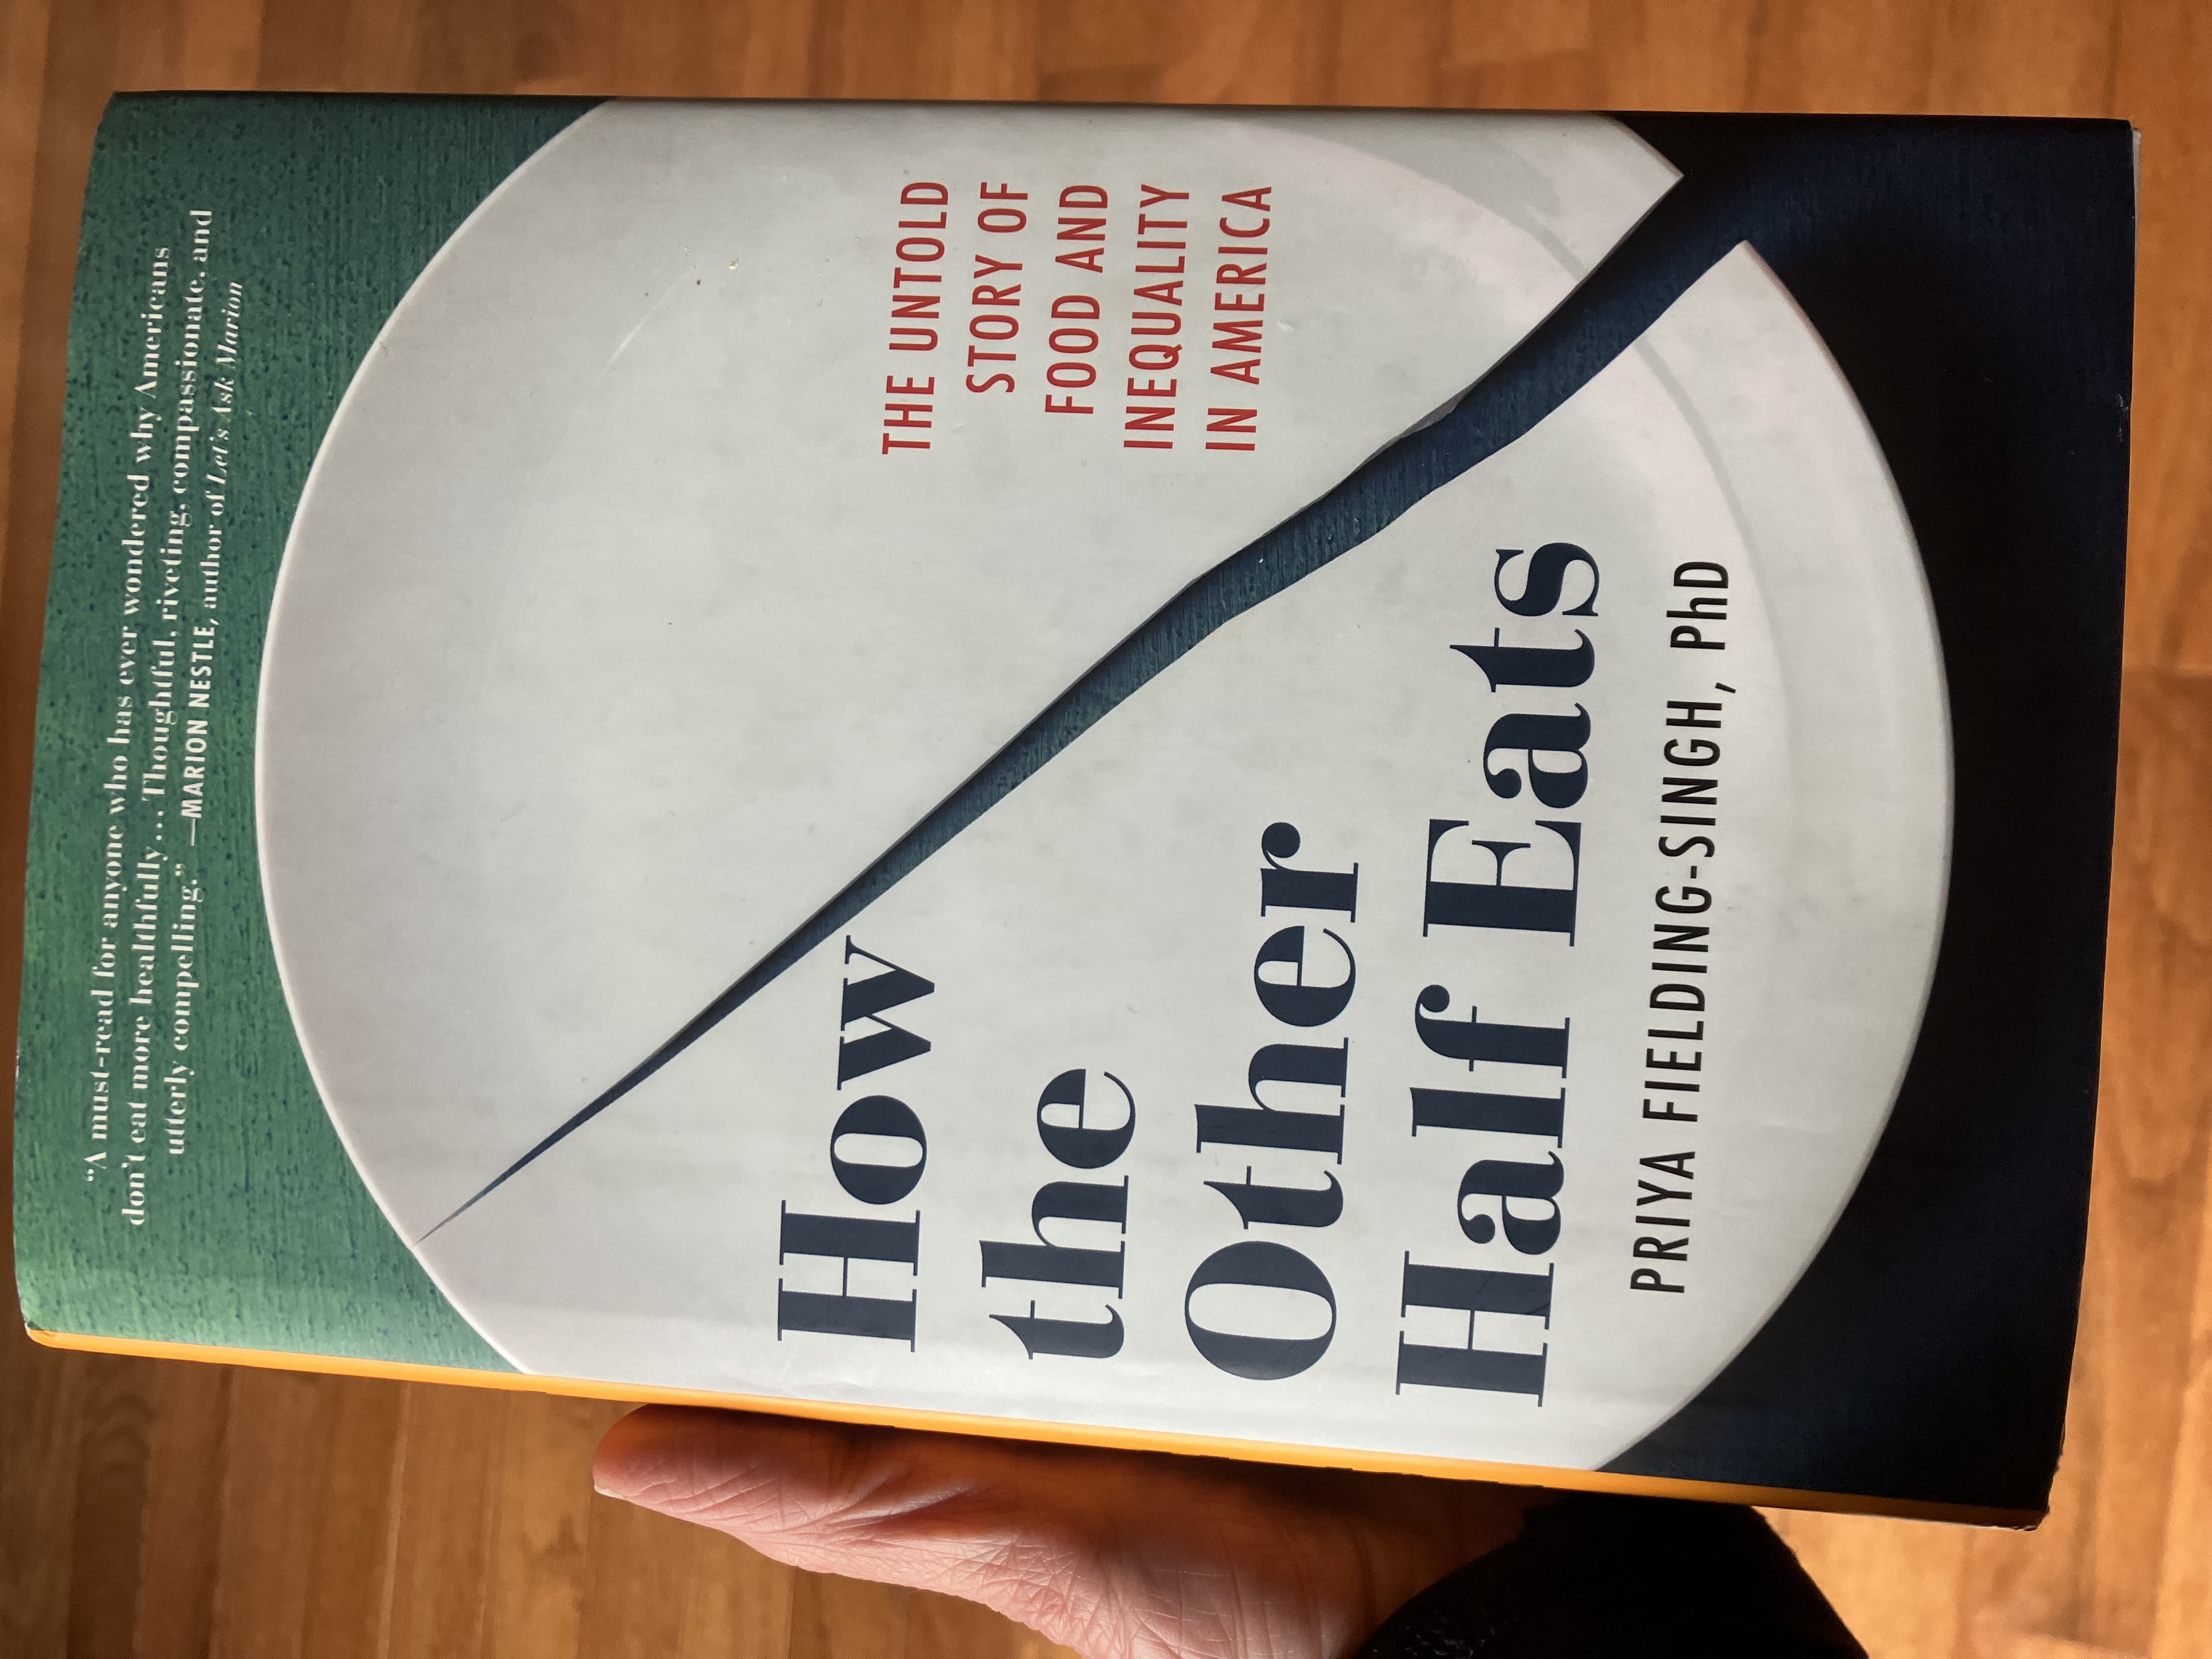 “A must-read for anyone who has ever wondered why Americans
don't eat more healthfully… Thoughtful, riveting, compassionate, and
utterly compelling.” —MARION NESTLE, author of Let's Ask Marion
THE UNTOLD
STORY OF
FOOD AND
INEQUALITY
IN AMERICA
How
the
Other
Half Eats
PRIYA FIELDING-SINGH, PhD